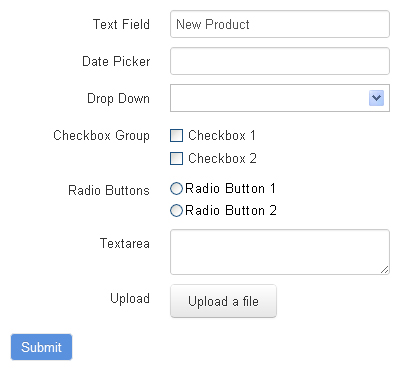 Text Field New Product
Date Picker
Drop Down
Checkbox Group Checkbox 1
Checkbox 2
Radio Buttons Radio Button 1
Radio Button 2
Textarea
Upload Upload a file
Submit